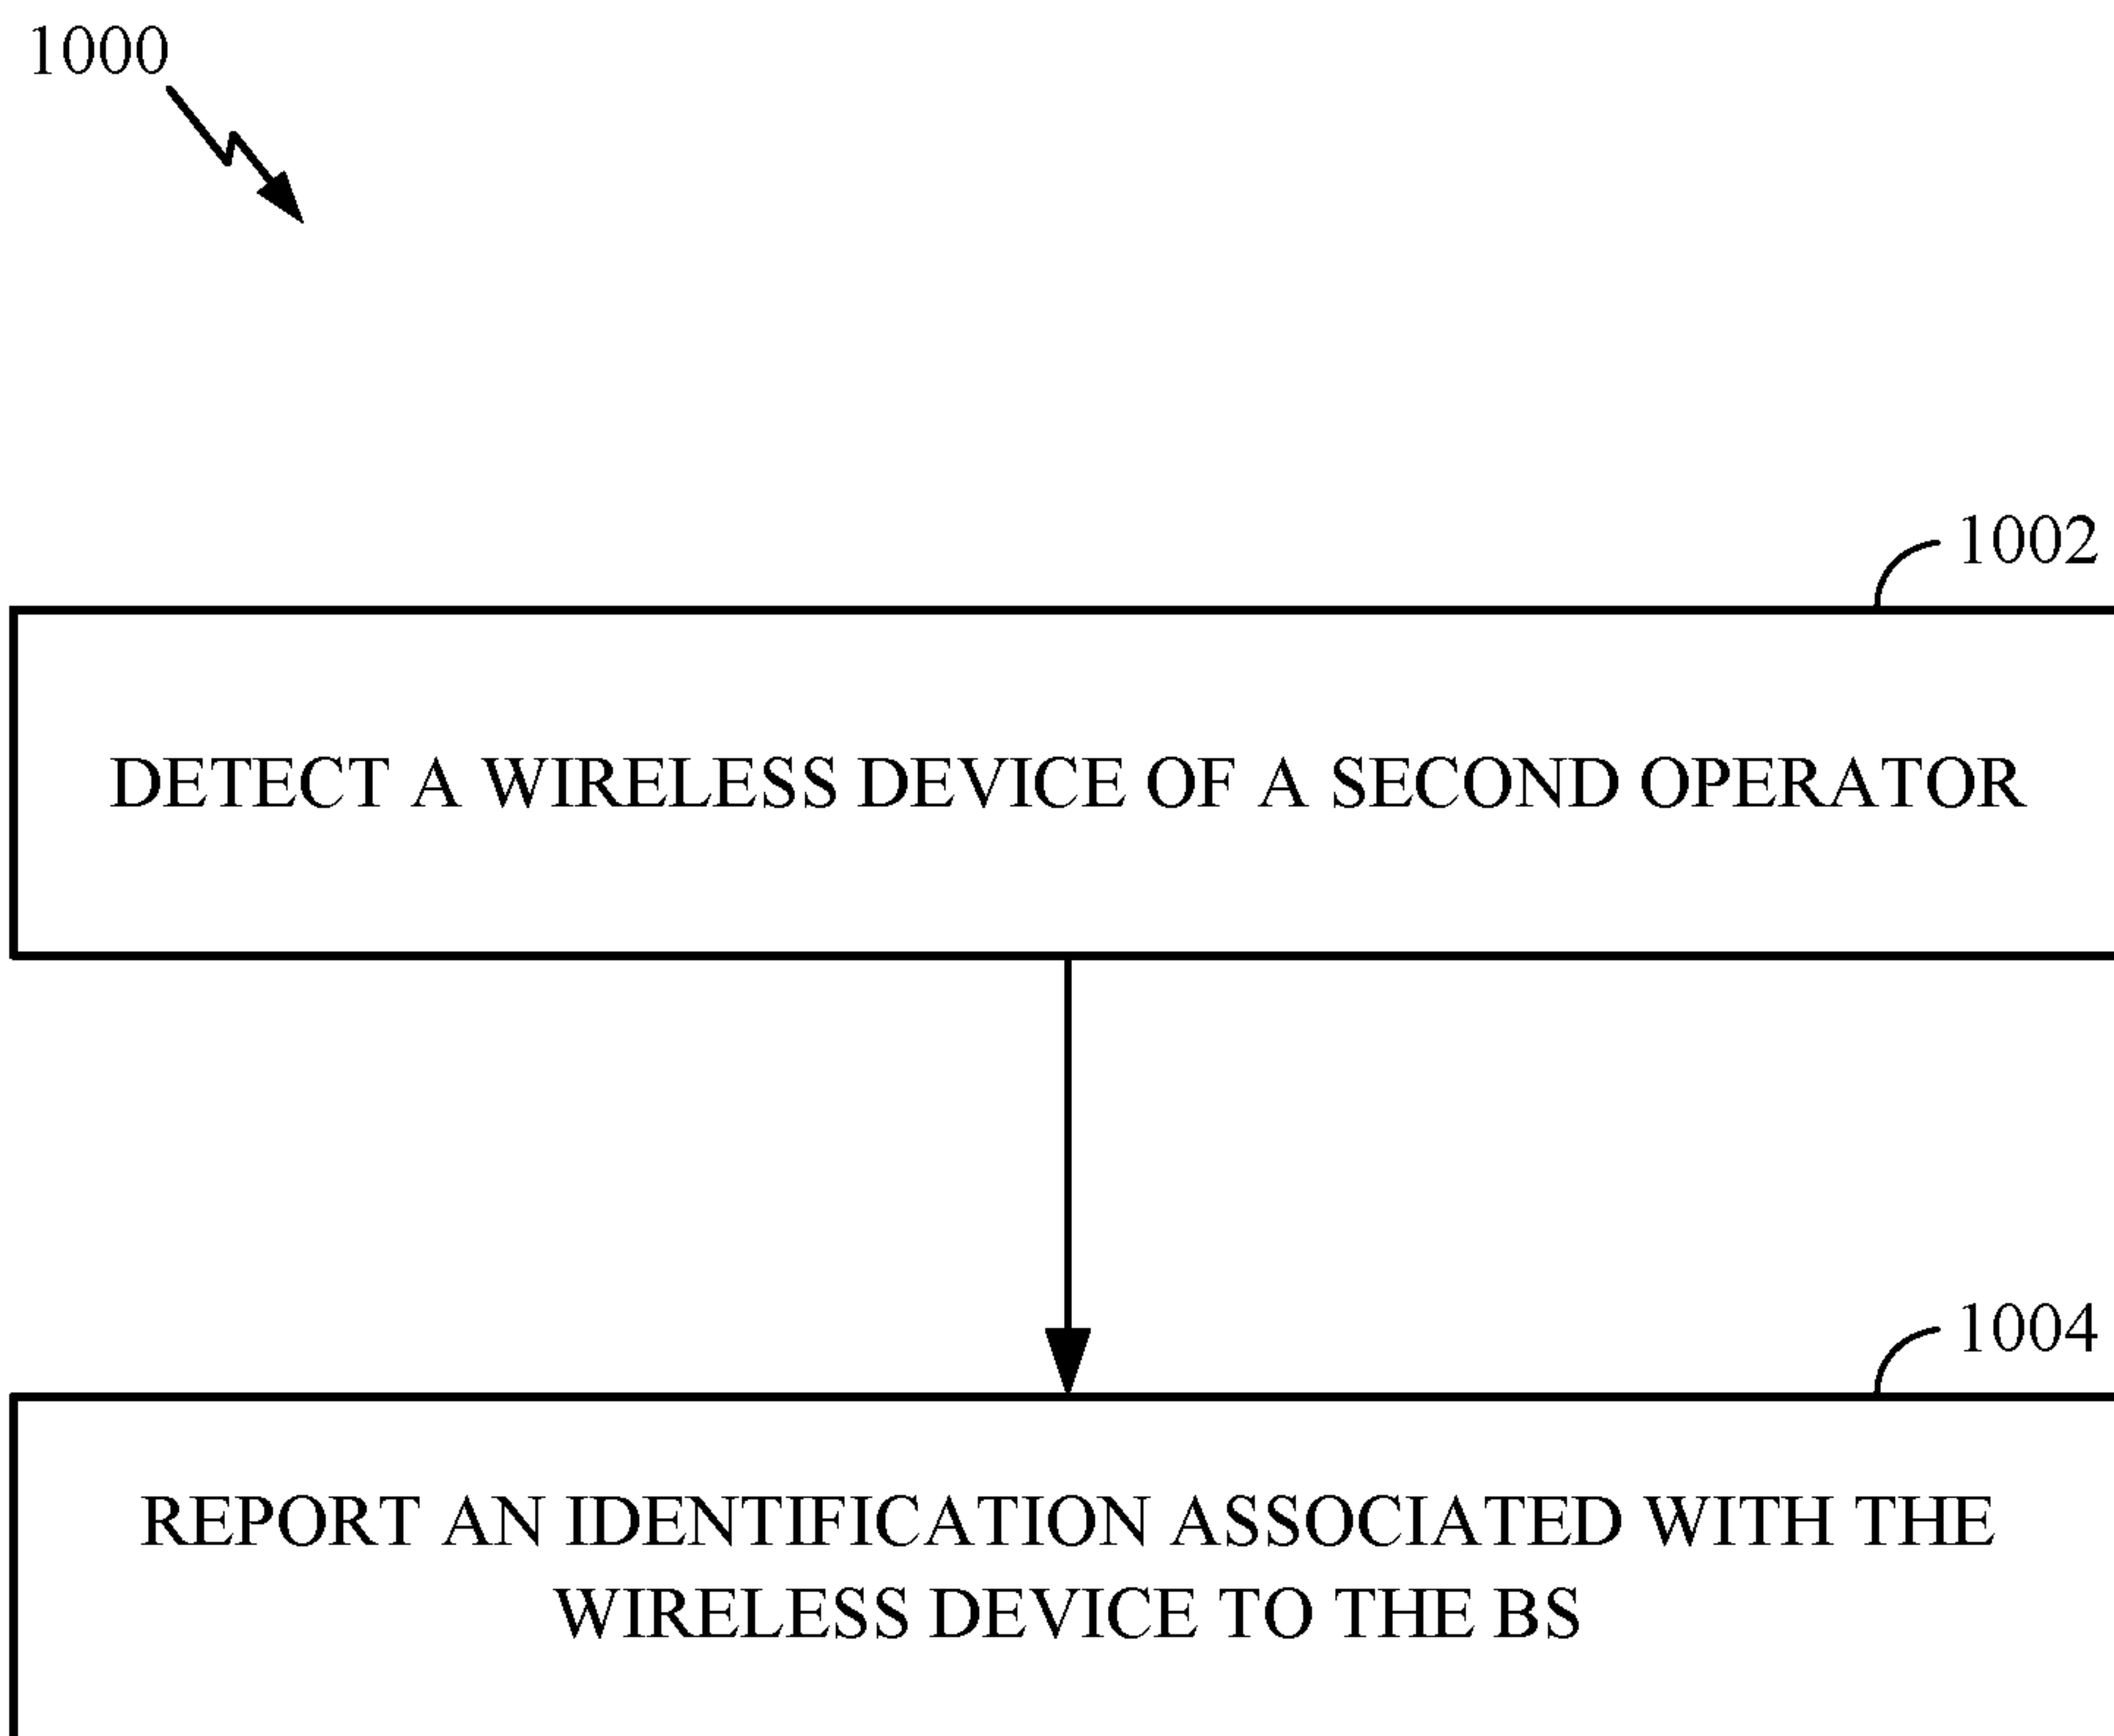 1000
1002
DETECT A WIRELESS DEVICE OF A SECOND OPERATOR
1004
REPORT AN IDENTIFICATION ASSOCIATED WITH THE
WIRELESS DEVICE TO THE BS